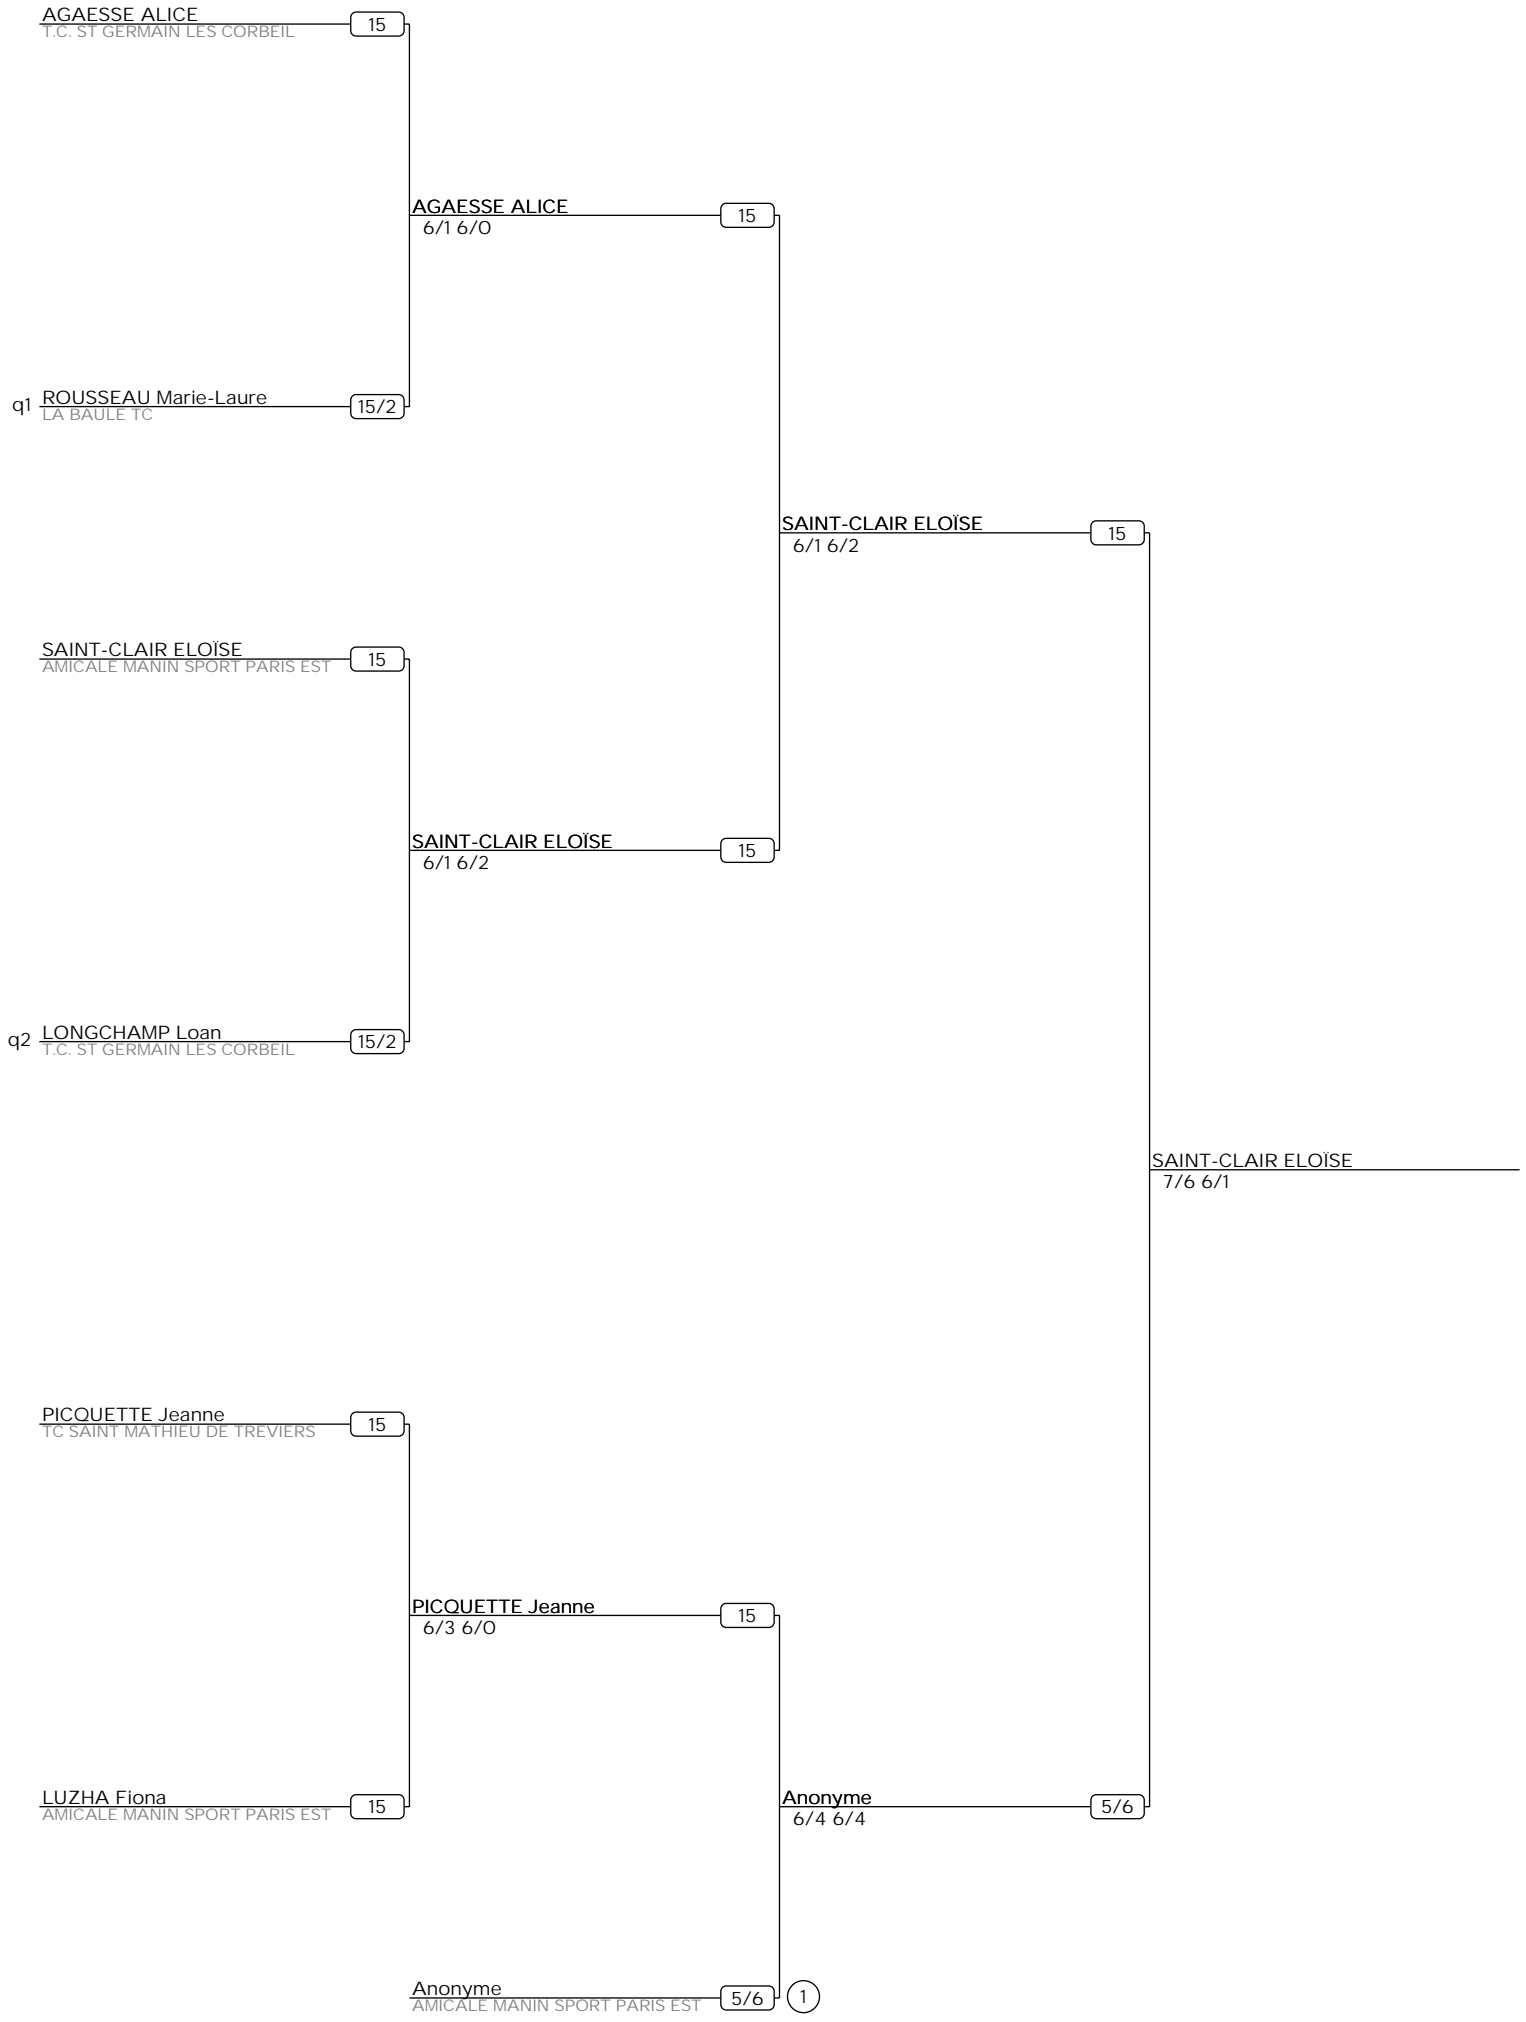 AGAESSE ALICE
T.C. ST GERMAIN LES CORBEIL
15
AGAESSE ALICE
6/1 6/0
15
q1
ROUSSEAU Marie-Laure
LA BAULE TC
15/2
SAINT-CLAIR ELOÏSE
6/1 6/2
15
SAINT-CLAIR ELOÏSE
AMICALE MANIN SPORT PARIS EST
15
SAINT-CLAIR ELOÏSE
6/1 6/2
15
q2
LONGCHAMP Loan
T.C. ST GERMAIN LES CORBEIL
15/2
SAINT-CLAIR ELOÏSE
7/6 6/1
PICQUETTE Jeanne
TC SAINT MATHIEU DE TREVIERS
15
PICQUETTE Jeanne
6/3 6/0
15
LUZHA Fiona
AMICALE MANIN SPORT PARIS EST
15
Anonyme
6/4 6/4
5/6
Anonyme
AMICALE MANIN SPORT PARIS EST
5/6
1